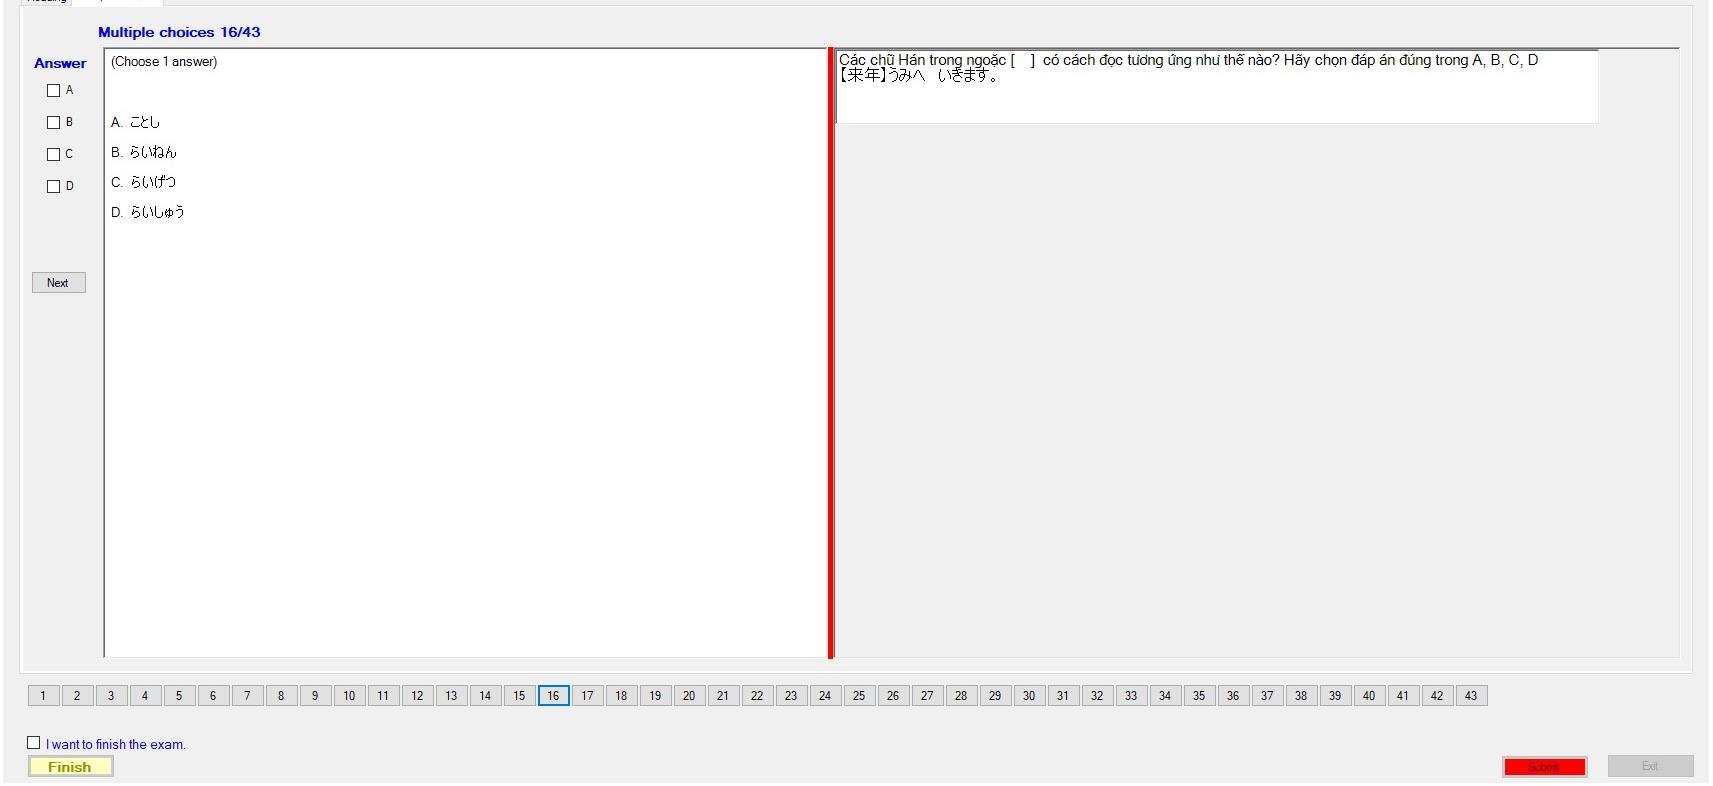 Multiple choices 16/43
Answer
(Choose 1 answer)
A
B
C
D
A. ことし
B. らいねん
C. らいげつ
D. らいしゅう
Next
Các chữ Hán trong ngoặc [ ] có cách đọc tương ứng như thế nào? Hãy chọn đáp án đúng trong A, B, C, D
【来年】うみへ　いきます。
1 2 3 4 5 6 7 8 9 10 11 12 13 14 15 16 17 18 19 20 21 22 23 24 25 26 27 28 29 30 31 32 33 34 35 36 37 38 39 40 41 42 43
I want to finish the exam.
Finish
Submit
Exit